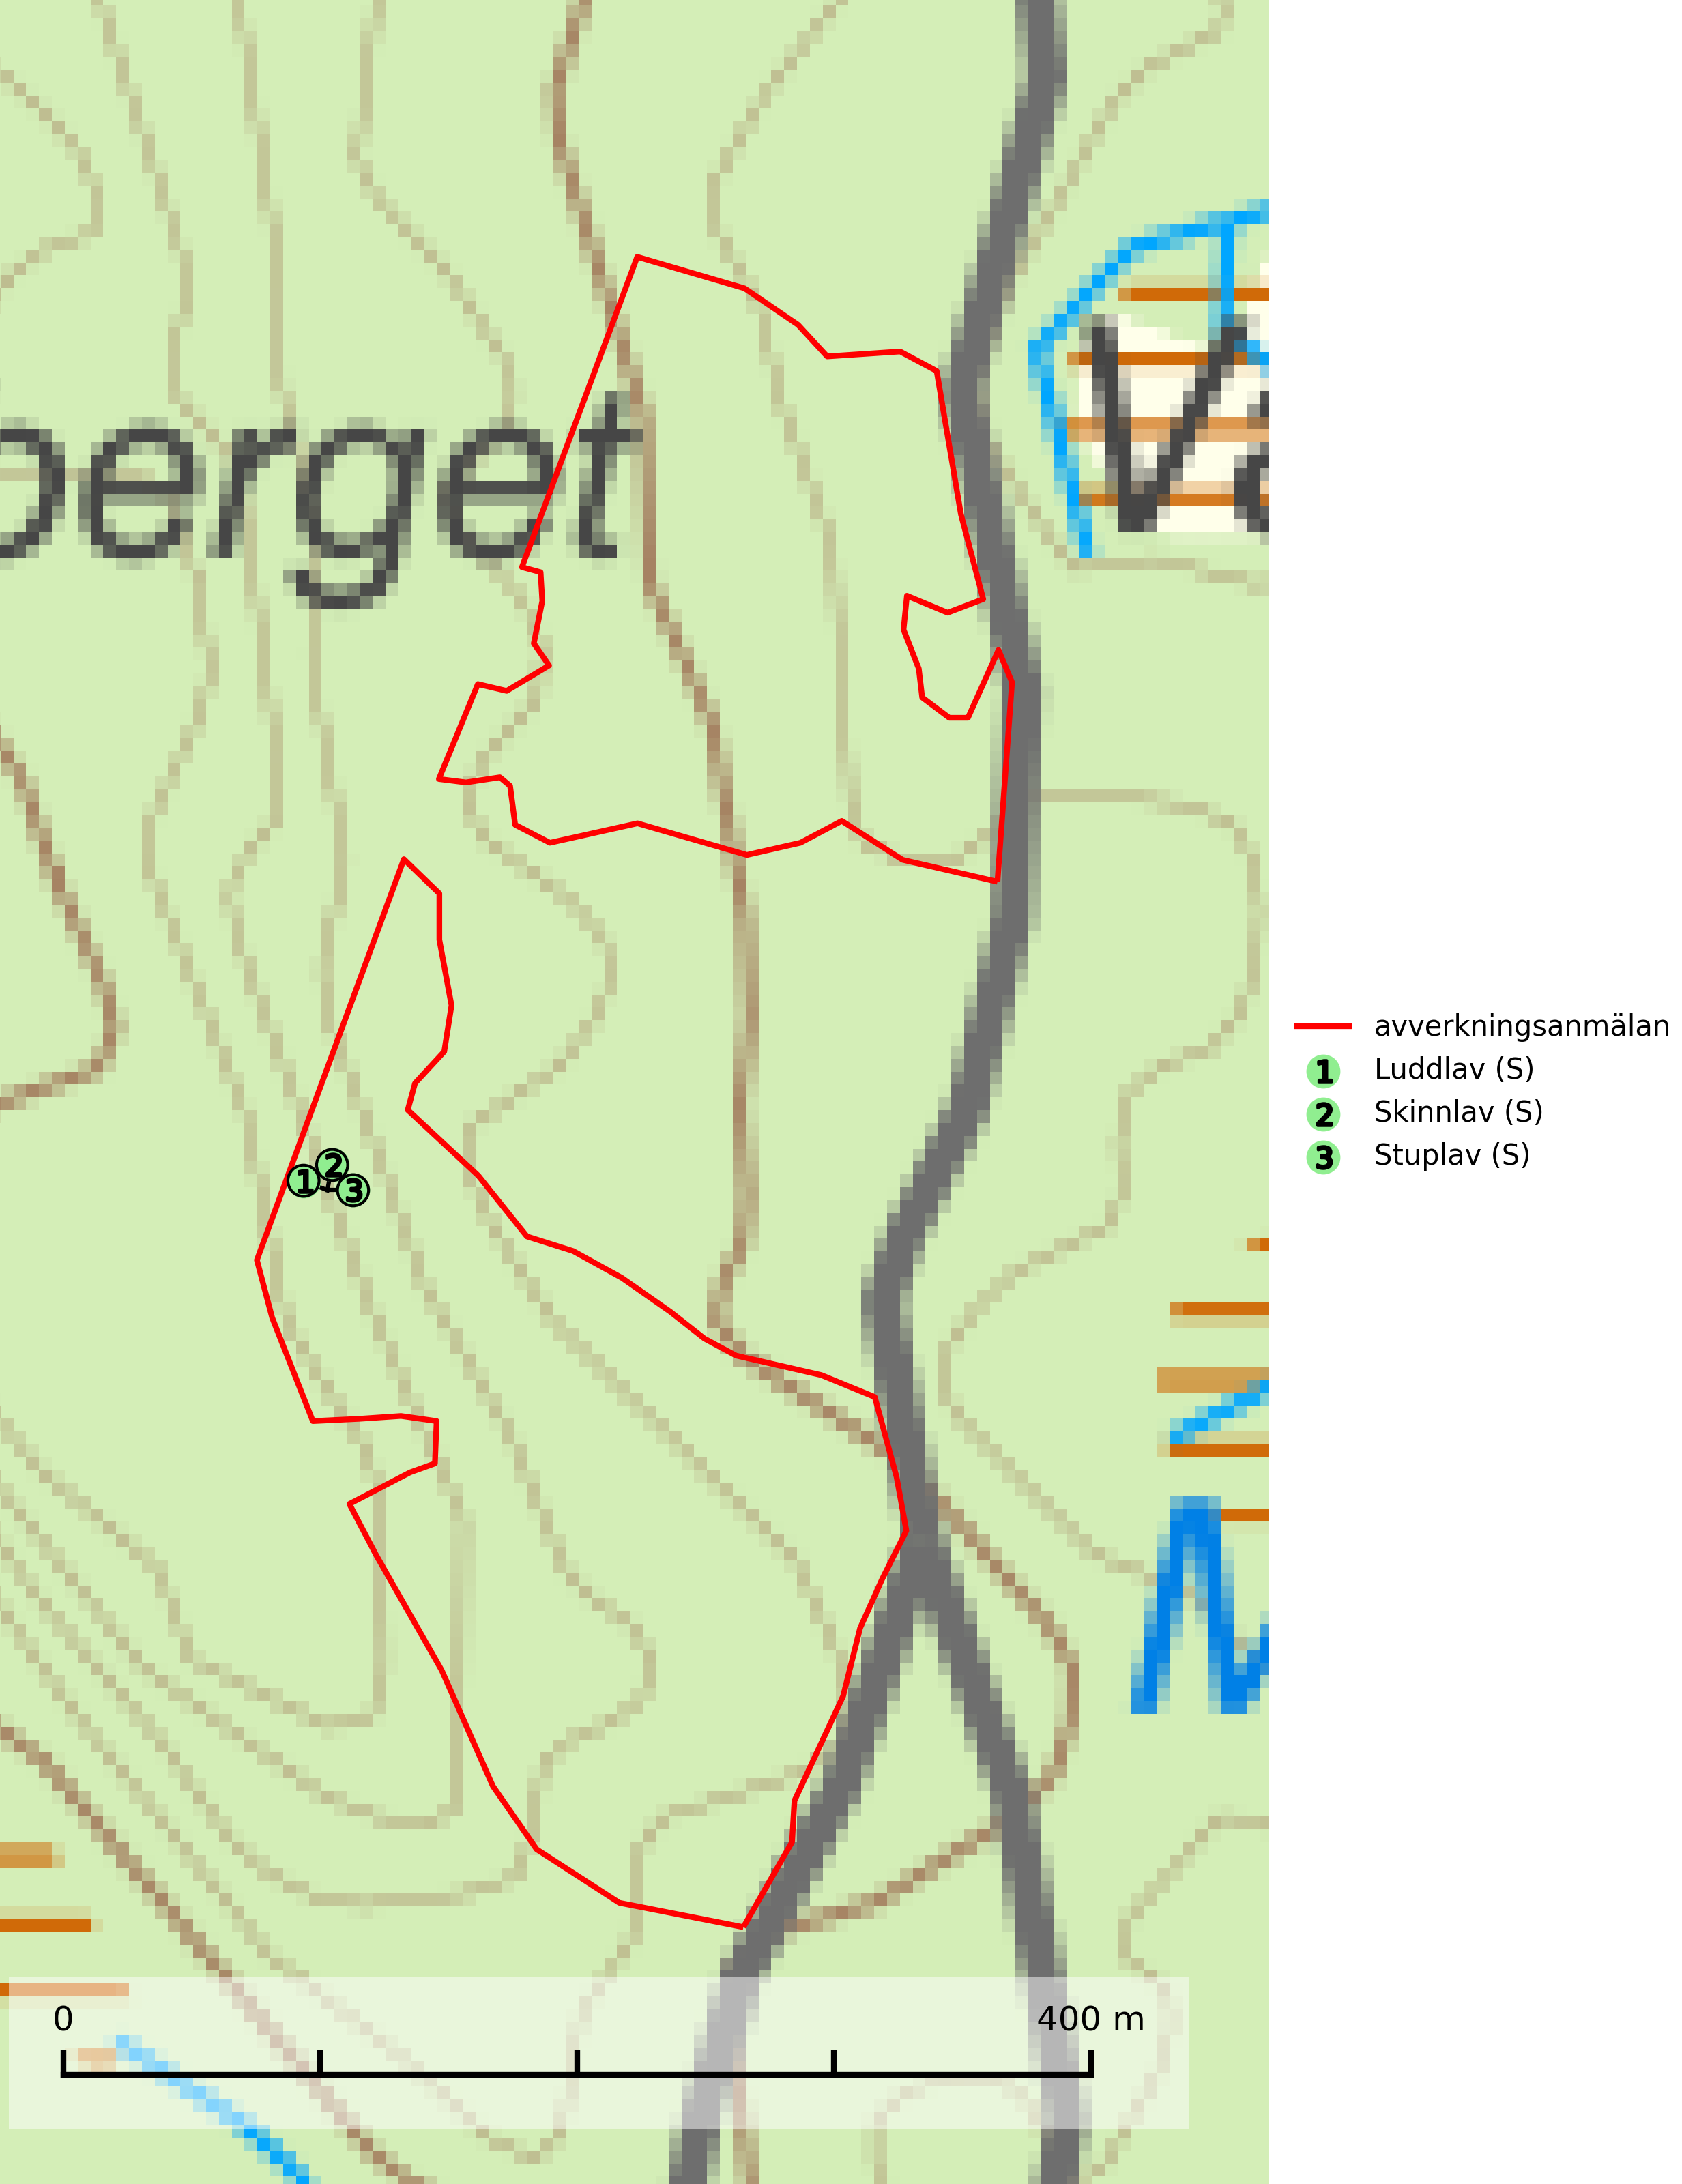 berget
avverkningsanmälan
1 Luddlav (S)
2 Skinnlav (S)
3 Stuplav (S)
2
1
3
0 400 m